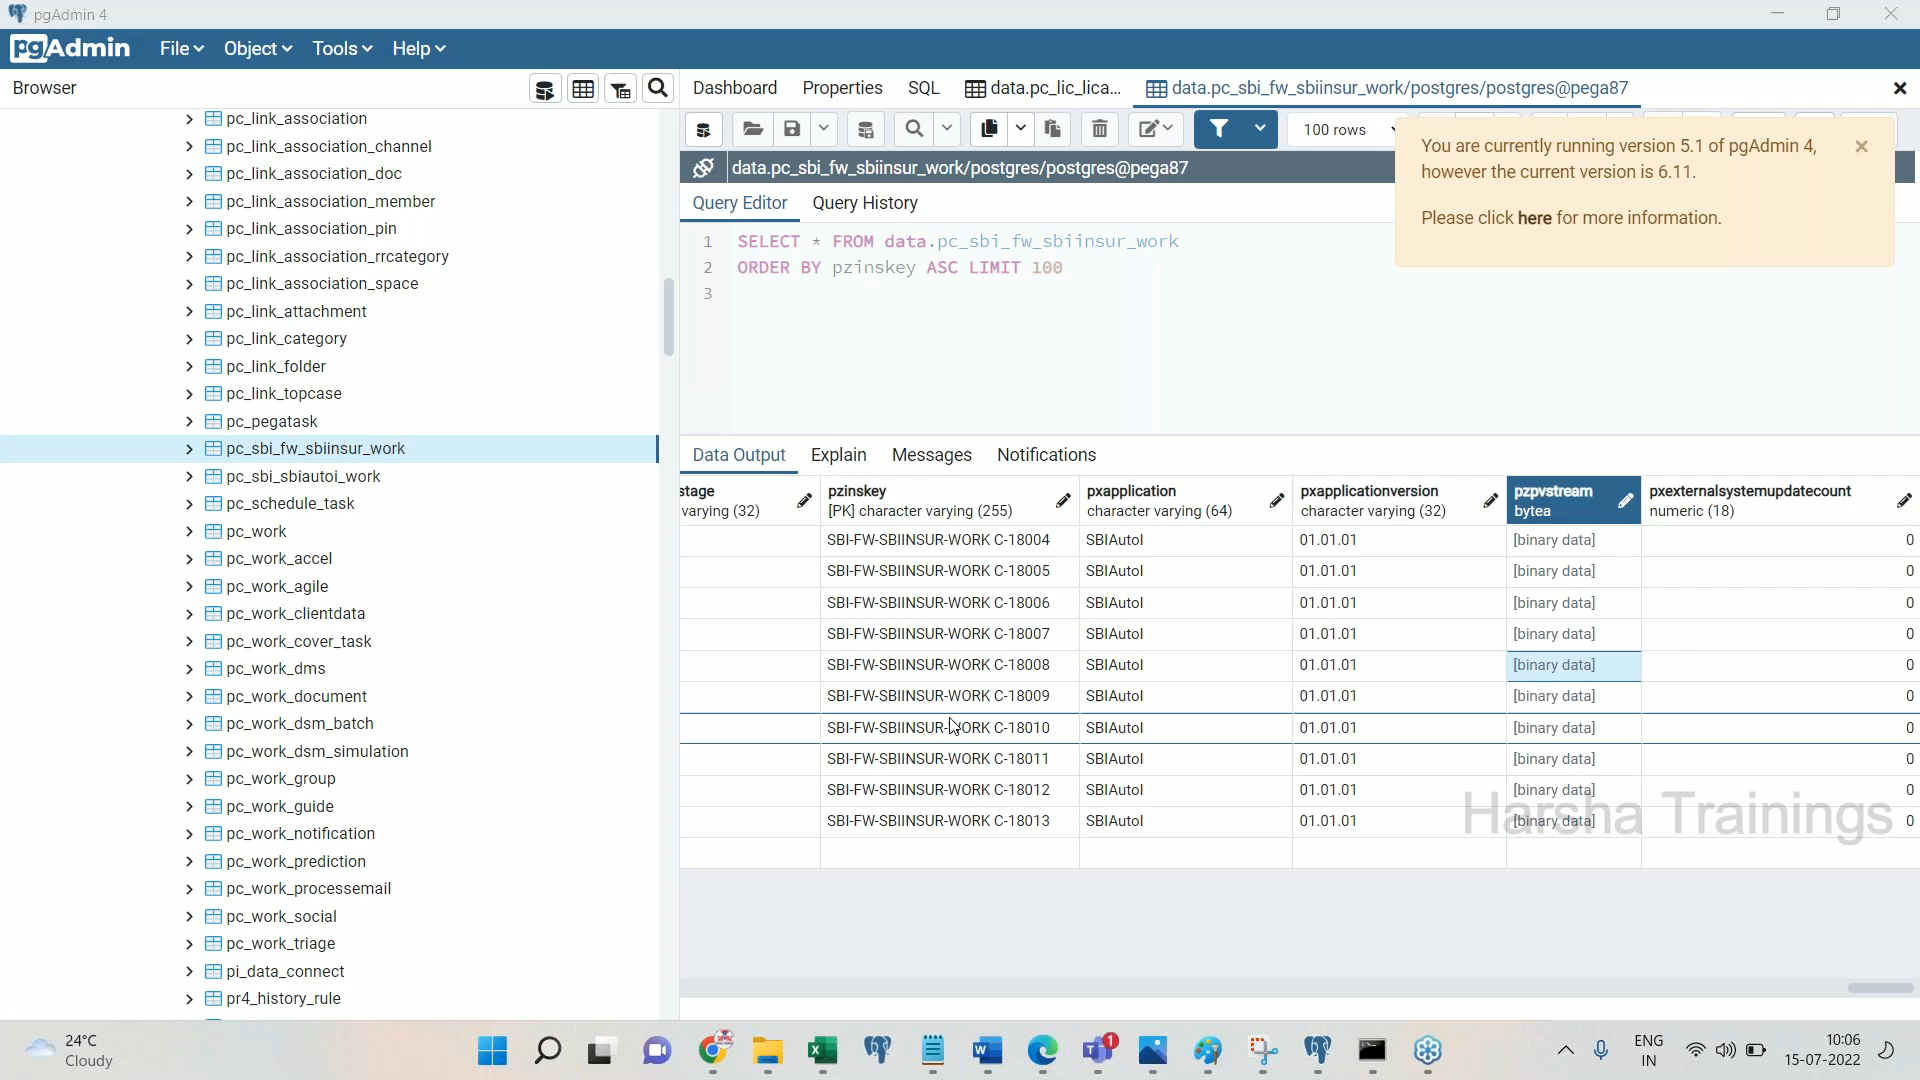 pgAdmin 4
pgAdmin
File
Object
Tools
Help
Browser
Dashboard
Properties
SQL
data.pc_lic_lica...
data.pc_sbi_fw_sbiinsur_work/postgres/postgres@pega87
100 rows
You are currently running version 5.1 of pgAdmin 4,
however the current version is 6.11.
Please click here for more information.
data.pc_sbi_fw_sbiinsur_work/postgres/postgres@pega87
Query Editor
Query History
1 SELECT * FROM data.pc_sbi_fw_sbiinsur_work
2 ORDER BY pzinskey ASC LIMIT 100
3
pc_link_association
pc_link_association_channel
pc_link_association_doc
pc_link_association_member
pc_link_association_pin
pc_link_association_rrcategory
pc_link_association_space
pc_link_attachment
pc_link_category
pc_link_folder
pc_link_topcase
pc_pegatask
pc_sbi_fw_sbiinsur_work
pc_sbi_sbiautoi_work
pc_schedule_task
pc_work
pc_work_accel
pc_work_agile
pc_work_clientdata
pc_work_cover_task
pc_work_dms
pc_work_document
pc_work_dsm_batch
pc_work_dsm_simulation
pc_work_group
pc_work_guide
pc_work_notification
pc_work_prediction
pc_work_processemail
pc_work_social
pc_work_triage
pi_data_connect
pr4_history_rule
Data Output
Explain
Messages
Notifications
stage pzinskey pxapplication pxapplicationversion pzpvstream pxexternalsystemupdatecount
varying (32) [PK] character varying (255) character varying (64) character varying (32) bytea numeric (18)
SBI-FW-SBIINSUR-WORK C-18004 SBIAutoI 01.01.01 [binary data] 0
SBI-FW-SBIINSUR-WORK C-18005 SBIAutoI 01.01.01 [binary data] 0
SBI-FW-SBIINSUR-WORK C-18006 SBIAutoI 01.01.01 [binary data] 0
SBI-FW-SBIINSUR-WORK C-18007 SBIAutoI 01.01.01 [binary data] 0
SBI-FW-SBIINSUR-WORK C-18008 SBIAutoI 01.01.01 [binary data] 0
SBI-FW-SBIINSUR-WORK C-18009 SBIAutoI 01.01.01 [binary data] 0
SBI-FW-SBIINSUR-WORK C-18010 SBIAutoI 01.01.01 [binary data] 0
SBI-FW-SBIINSUR-WORK C-18011 SBIAutoI 01.01.01 [binary data] 0
SBI-FW-SBIINSUR-WORK C-18012 SBIAutoI 01.01.01 [binary data] 0
SBI-FW-SBIINSUR-WORK C-18013 SBIAutoI 01.01.01 [binary data] 0
Harsha Trainings
24°C
Cloudy
1
ENG
IN
10:06
15-07-2022